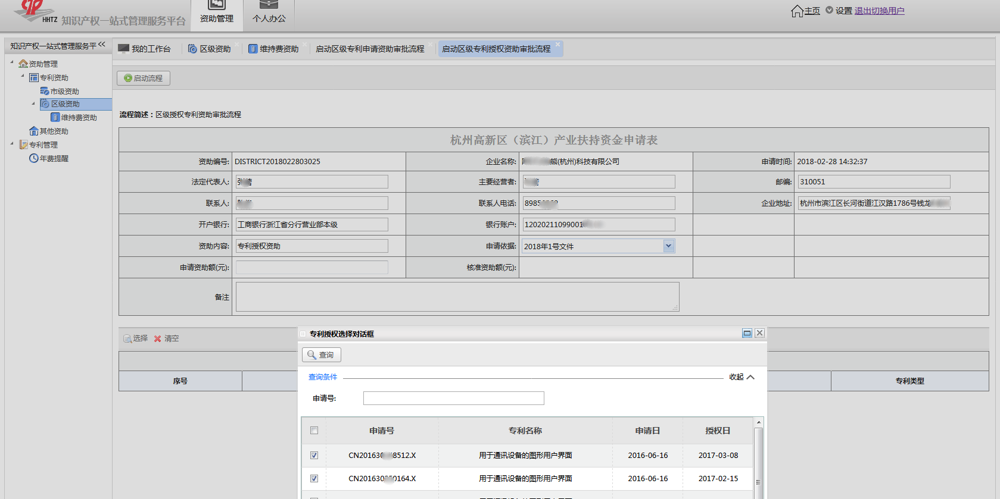 HHTZ 知识产权一站式管理服务平台
资助管理
个人办公
主页 设置 退出切换用户
知识产权一站式管理服务平
我的工作台
区级资助
维持费资助
启动区级专利申请资助审批流程
启动区级专利授权资助审批流程
资助管理
专利资助
市级资助
区级资助
维持费资助
其他资助
专利管理
年费提醒
启动流程
流程简述：区级授权专利资助审批流程
杭州高新区（滨江）产业扶持资金申请表
资助编号: DISTRICT2018022803025 企业名称: 能(杭州)科技有限公司 申请时间: 2018-02-28 14:32:37
法定代表人: 张 主要经营者: 邮编: 310051
联系人: 联系人电话: 8985 企业地址: 杭州市滨江区长河街道江汉路1786号钱龙
开户银行: 工商银行浙江省分行营业部本级 银行账户: 12020211099001
资助内容: 专利授权资助 申请依据: 2018年1号文件
申请资助额(元): 核准资助额(元):
备注
选择 清空
序号 专利类型
专利授权选择对话框
查询
查询条件 收起
申请号:
申请号 专利名称 申请日 授权日
CN201630 8512.X 用于通讯设备的图形用户界面 2016-06-16 2017-03-08
CN201630 0164.X 用于通讯设备的图形用户界面 2016-06-16 2017-02-15